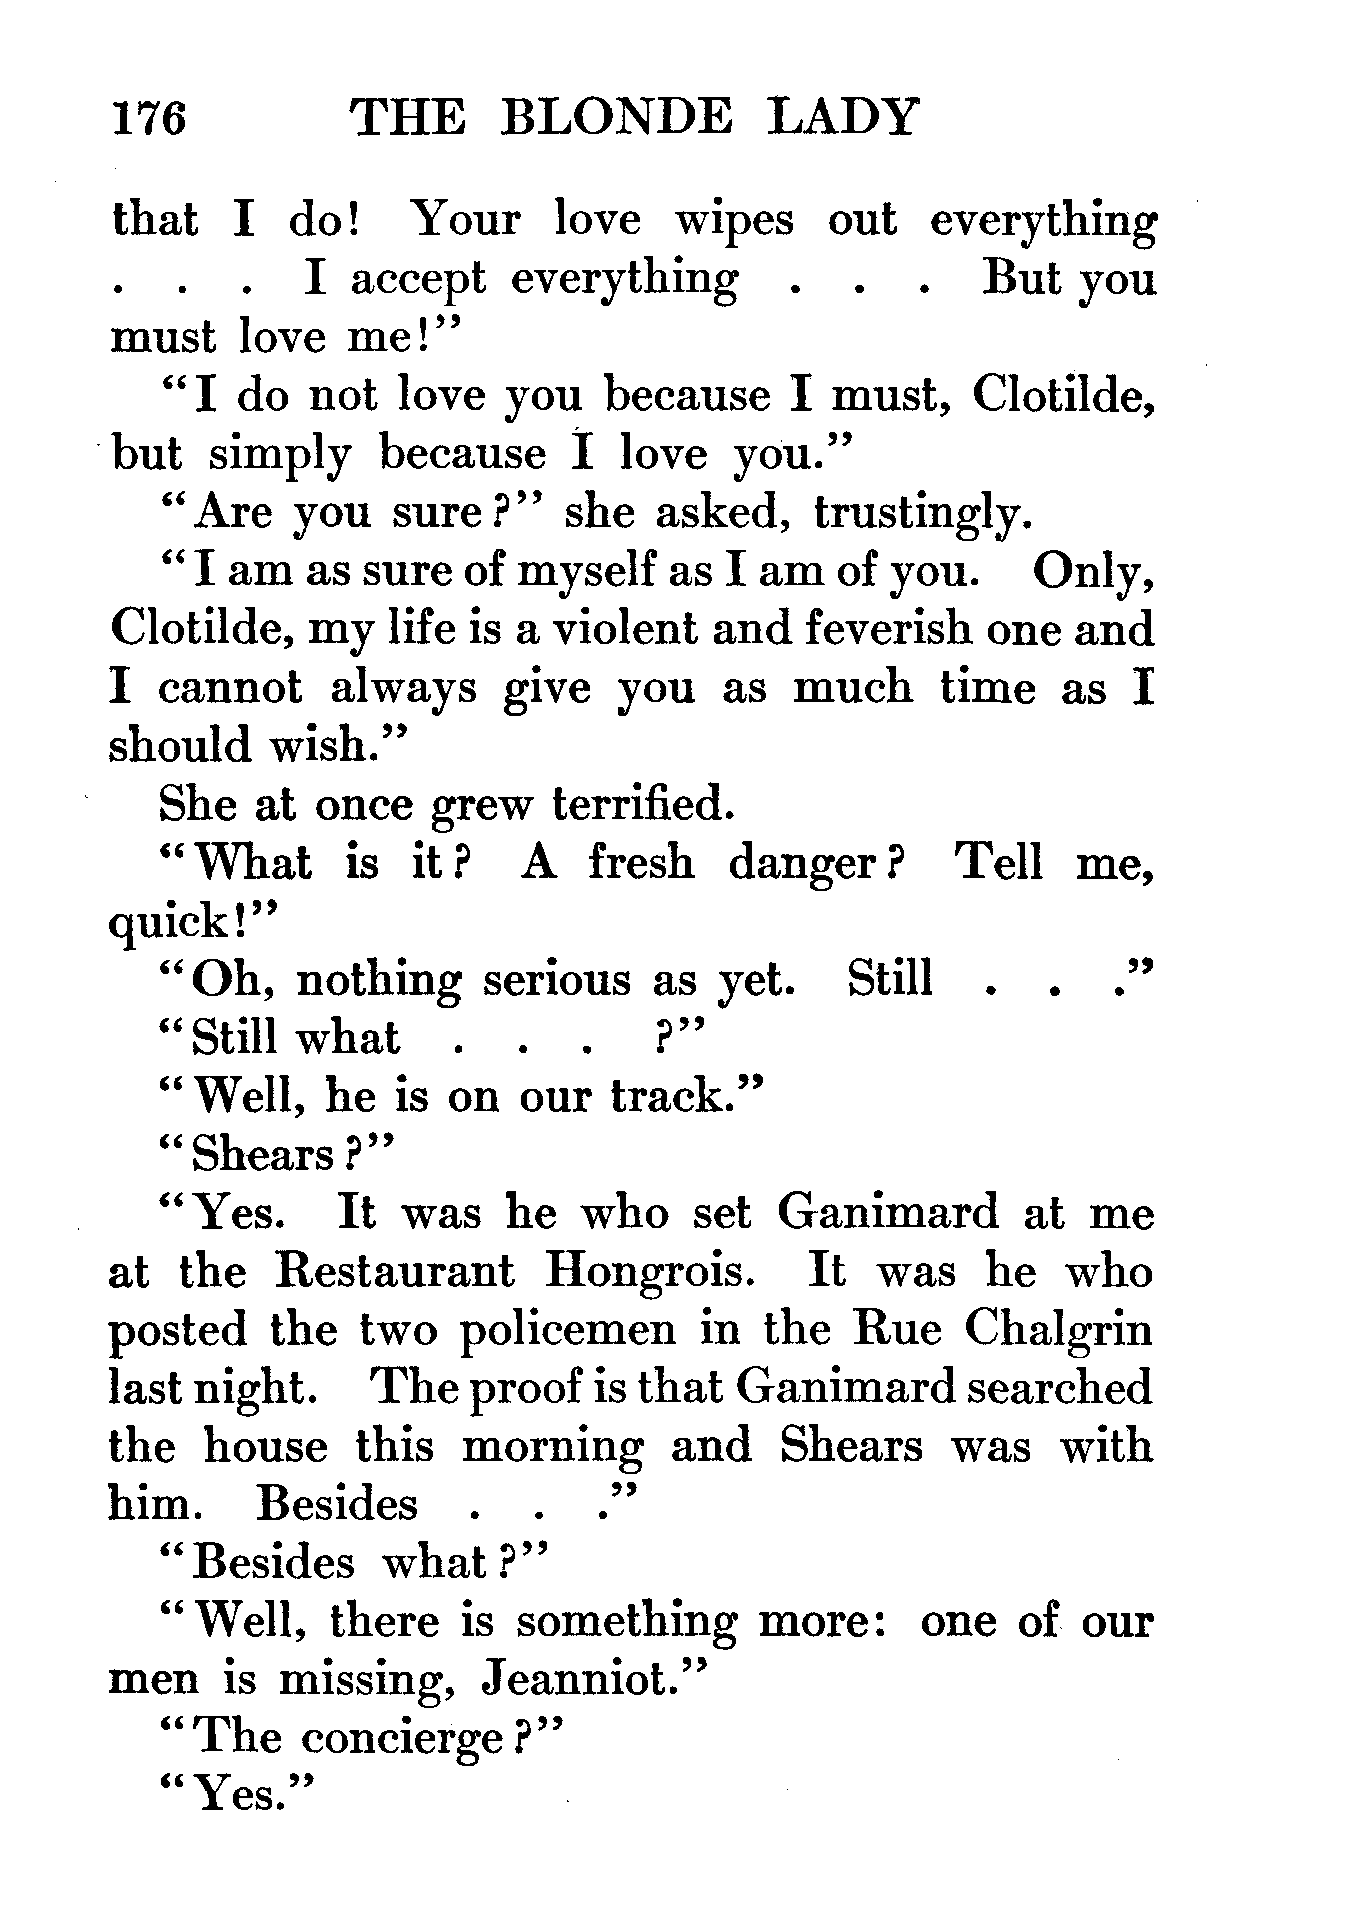 176 THE BLONDE LADY
that I do! Your love wipes out everything
. . . I accept everything . . . But you
must love me!”
“I do not love you because I must, Clotilde,
but simply because I love you.”
“Are you sure?” she asked, trustingly.
“I am as sure of myself as I am of you. Only,
Clotilde, my life is a violent and feverish one and
I cannot always give you as much time as I
should wish.”
She at once grew terrified.
“What is it? A fresh danger? Tell me,
quick!”
“Oh, nothing serious as yet. Still . . .”
“Still what . . . ?”
“Well, he is on our track.”
“Shears?”
“Yes. It was he who set Ganimard at me
at the Restaurant Hongrois. It was he who
posted the two policemen in the Rue Chalgrin
last night. The proof is that Ganimard searched
the house this morning and Shears was with
him. Besides . . .”
“Besides what?”
“Well, there is something more: one of our
men is missing, Jeanniot.”
“The concierge?”
“Yes.”